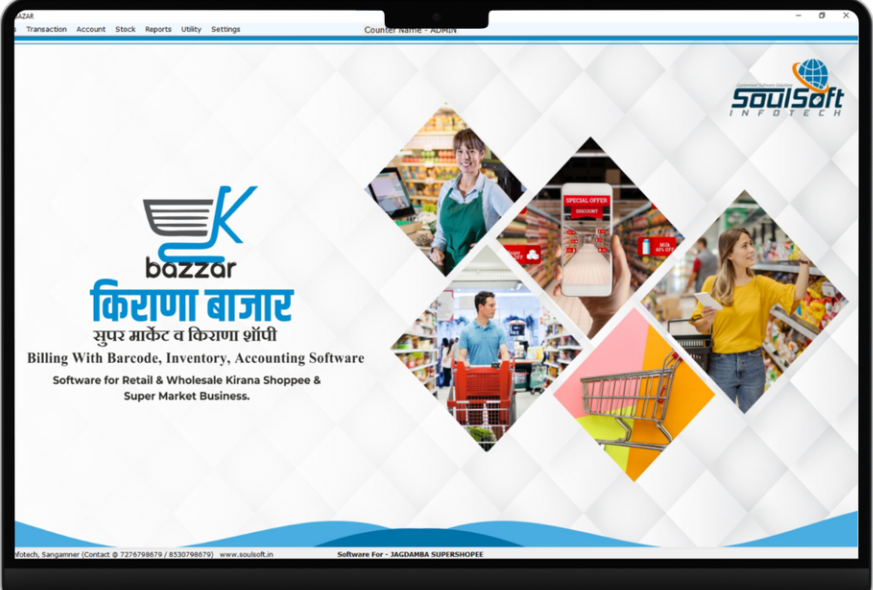 BAZAR
Transaction Account Stock Reports Utility Settings
Counter Name - ADMIN
SoulSoft
INFOTECH
SPECIAL OFFER
DISCOUNT
K
bazzar
किराणा बाजार
सुपर मार्केट व किराणा शॉपी
Billing With Barcode, Inventory, Accounting Software
Software for Retail & Wholesale Kirana Shoppee &
Super Market Business.
Infotech, Sangamner (Contact @ 7276798679 / 8530798679) www.soulsoft.in
Software For - JAGDAMBA SUPERSHOPEE